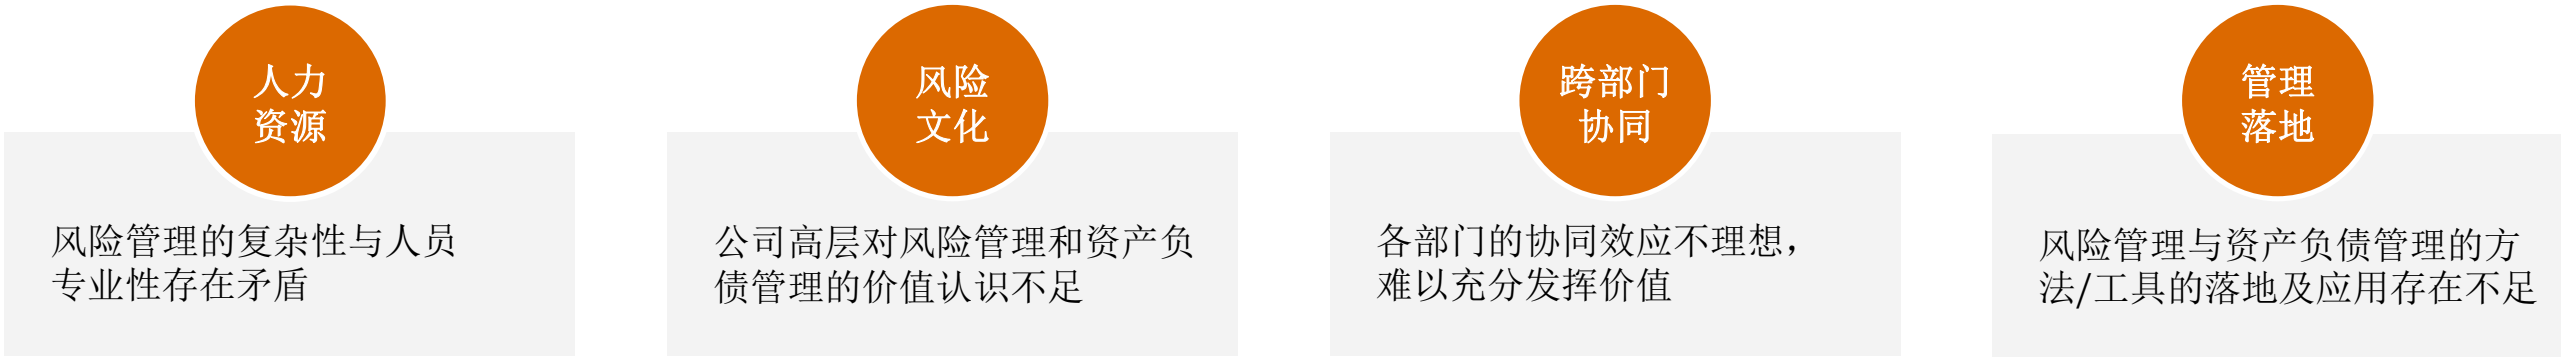 人力
资源
风险管理的复杂性与人员
专业性存在矛盾
风险
文化
公司高层对风险管理和资产负
债管理的价值认识不足
跨部门
协同
各部门的协同效应不理想，
难以充分发挥价值
管理
落地
风险管理与资产负债管理的方
法/工具的落地及应用存在不足